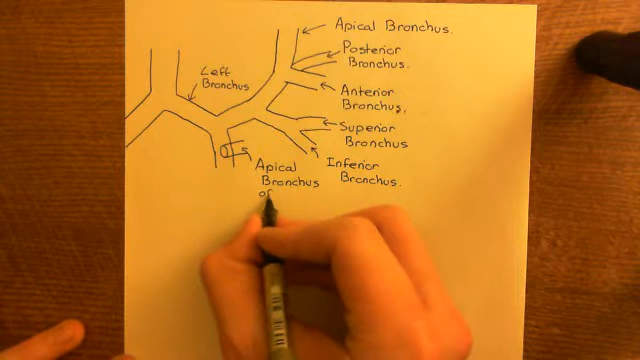 Apical Bronchus.
Posterior
Bronchus.
Left
Bronchus
Anterior
Bronchus.
Superior
Bronchus
Inferior
Bronchus.
Apical
Bronchus
of